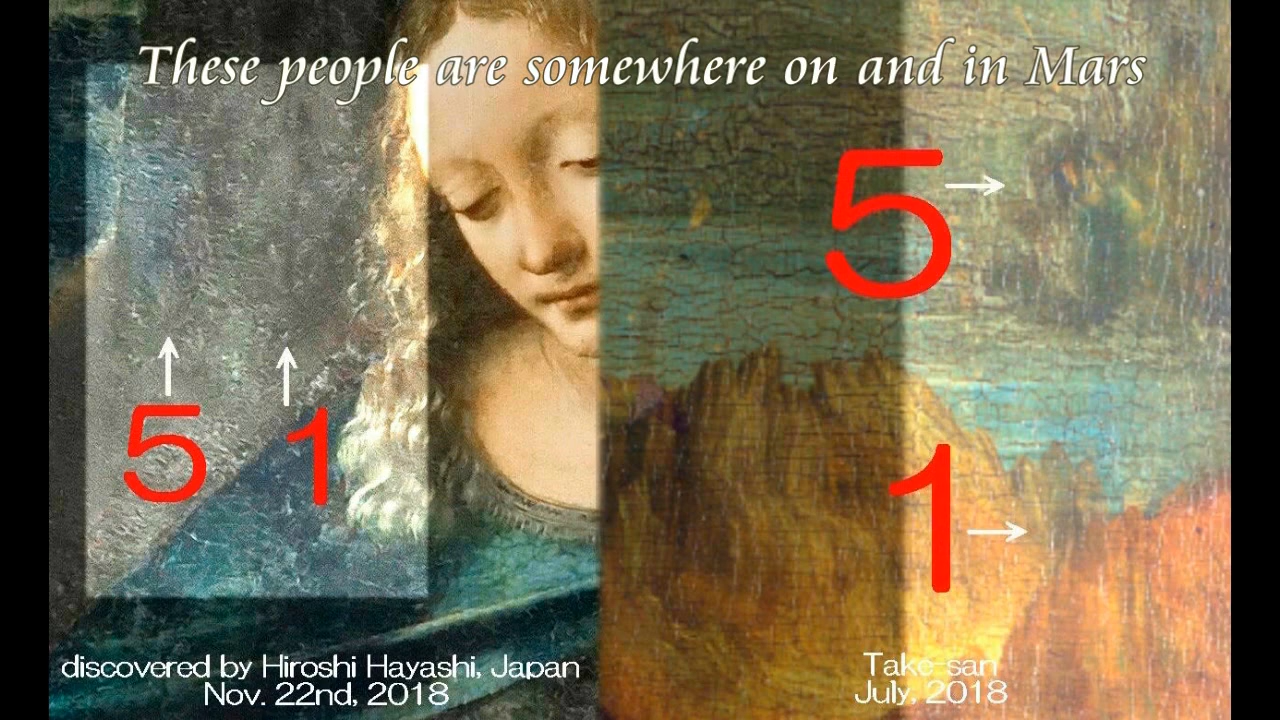 These people are somewhere on and in Mars
5
5 1
1
discovered by Hiroshi Hayashi, Japan
Nov. 22nd, 2018
Take-san
July, 2018